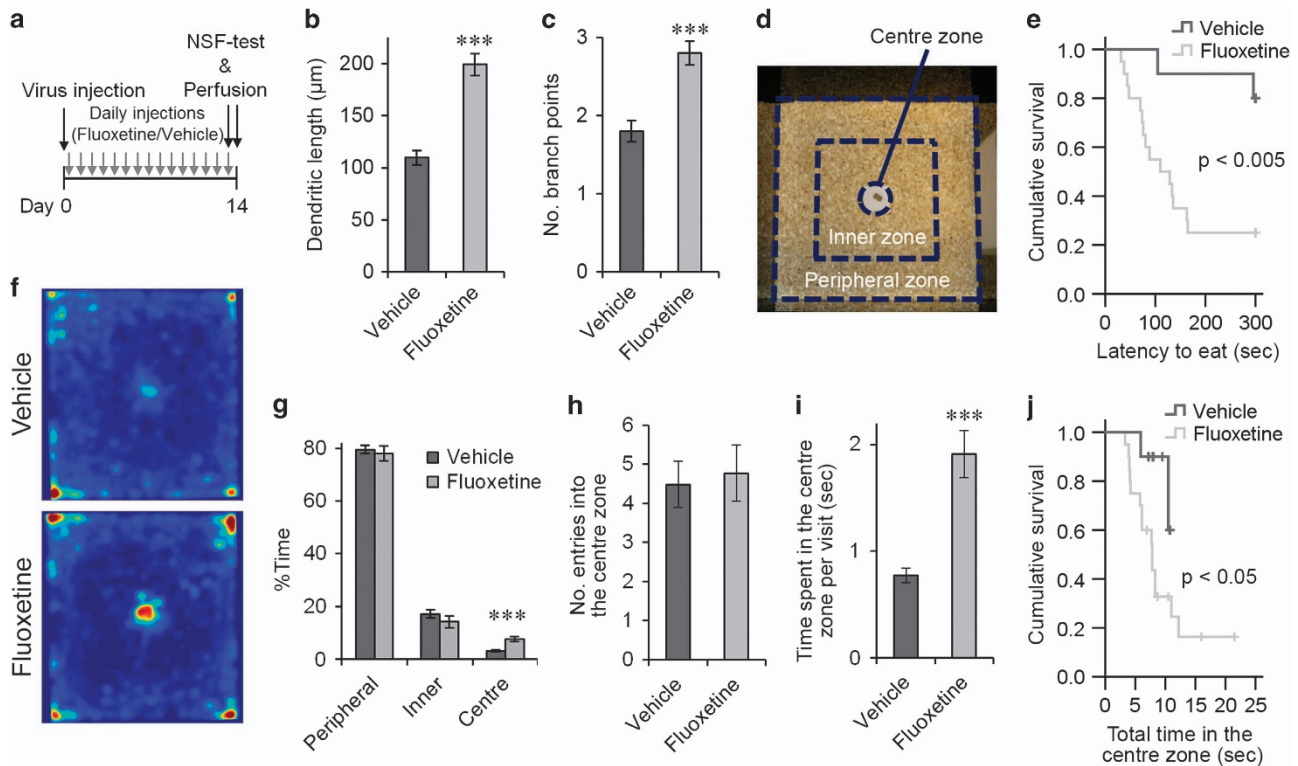 a
NSF-test
&
Perfusion
Virus injection
Daily injections
(Fluoxetine/Vehicle)
Day 0
14
b
***
Dendritic length (µm)
200
150
100
50
0
Vehicle
Fluoxetine
c
***
No. branch points
3
2
1
0
Vehicle
Fluoxetine
d
Centre zone
Inner zone
Peripheral zone
e
Vehicle
Fluoxetine
Cumulative survival
1.0
0.8
0.6
0.4
0.2
0.0
p < 0.005
0 100 200 300
Latency to eat (sec)
f
Vehicle
Fluoxetine
g
Vehicle
Fluoxetine
%Time
80
60
40
20
0
***
Peripheral
Inner
Centre
h
No. entries into
the centre zone
6
5
4
3
2
1
0
Vehicle
Fluoxetine
i
***
Time spent in the centre
zone per visit (sec)
2
1
0
Vehicle
Fluoxetine
j
Vehicle
Fluoxetine
Cumulative survival
1.0
0.8
0.6
0.4
0.2
0.0
p < 0.05
0 5 10 15 20 25
Total time in the
centre zone (sec)